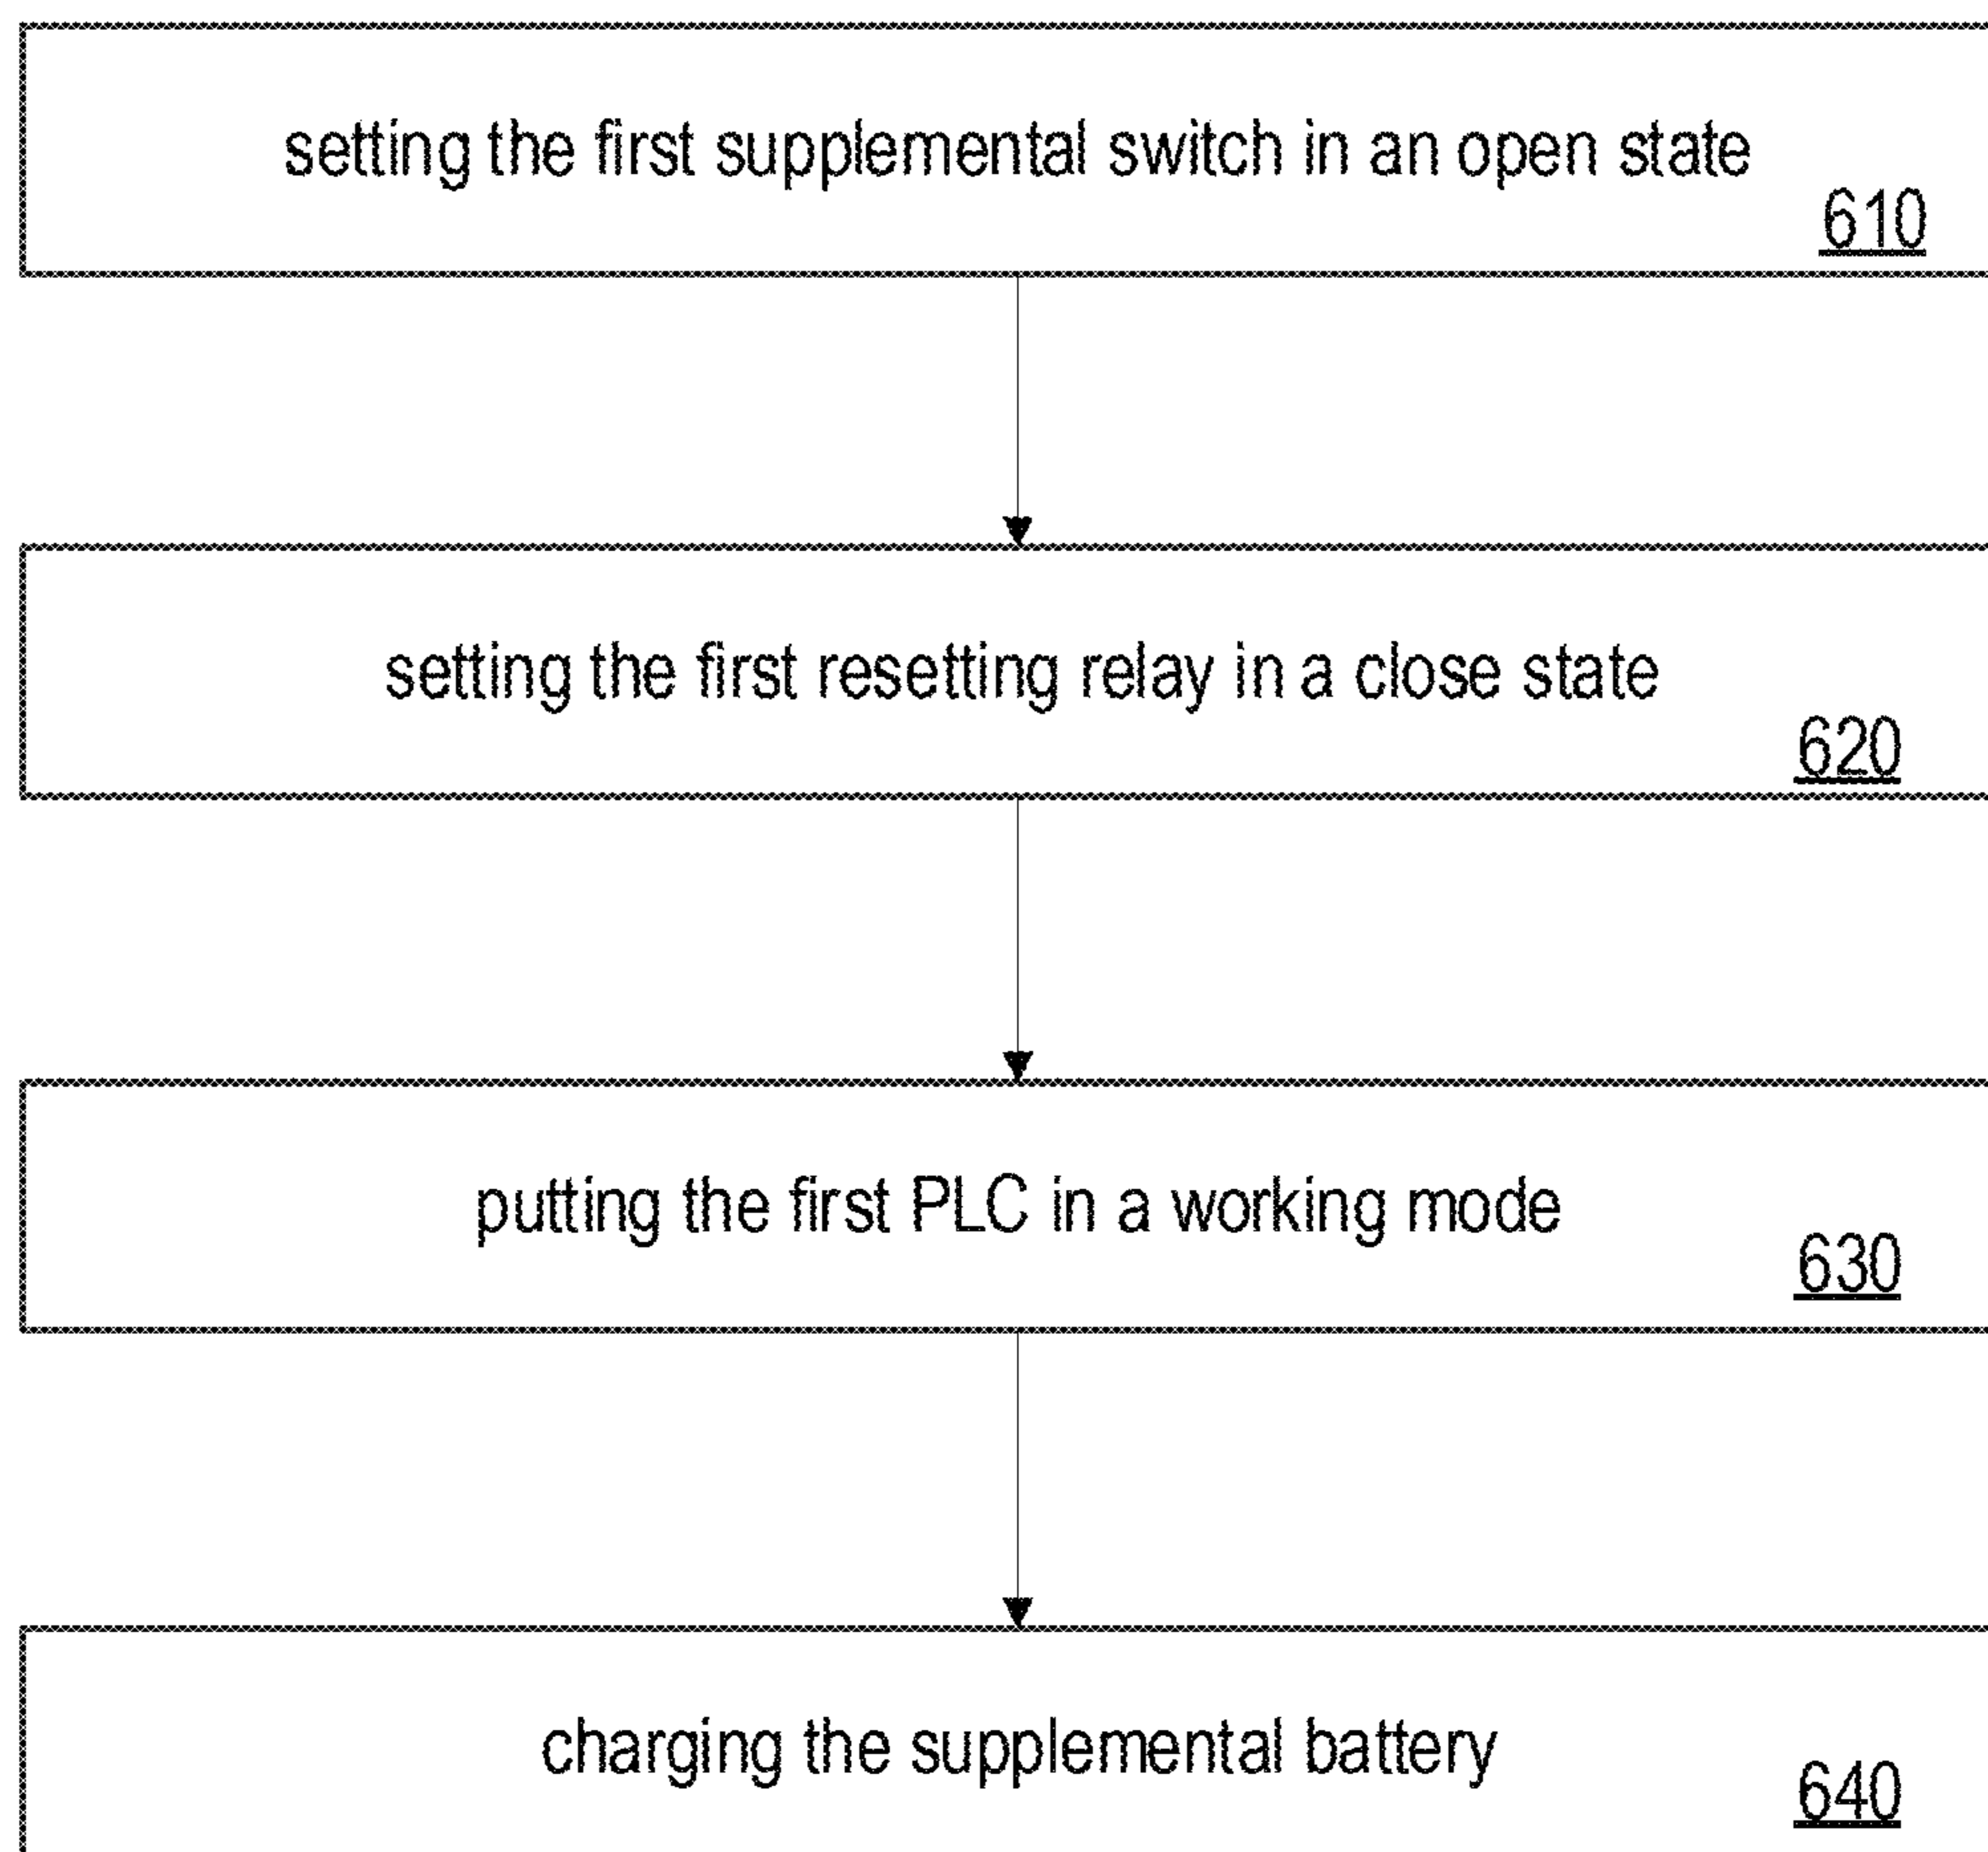 setting the first supplemental switch in an open state
610
setting the first resetting relay in a close state
620
putting the first PLC in a working mode
630
charging the supplemental battery
640